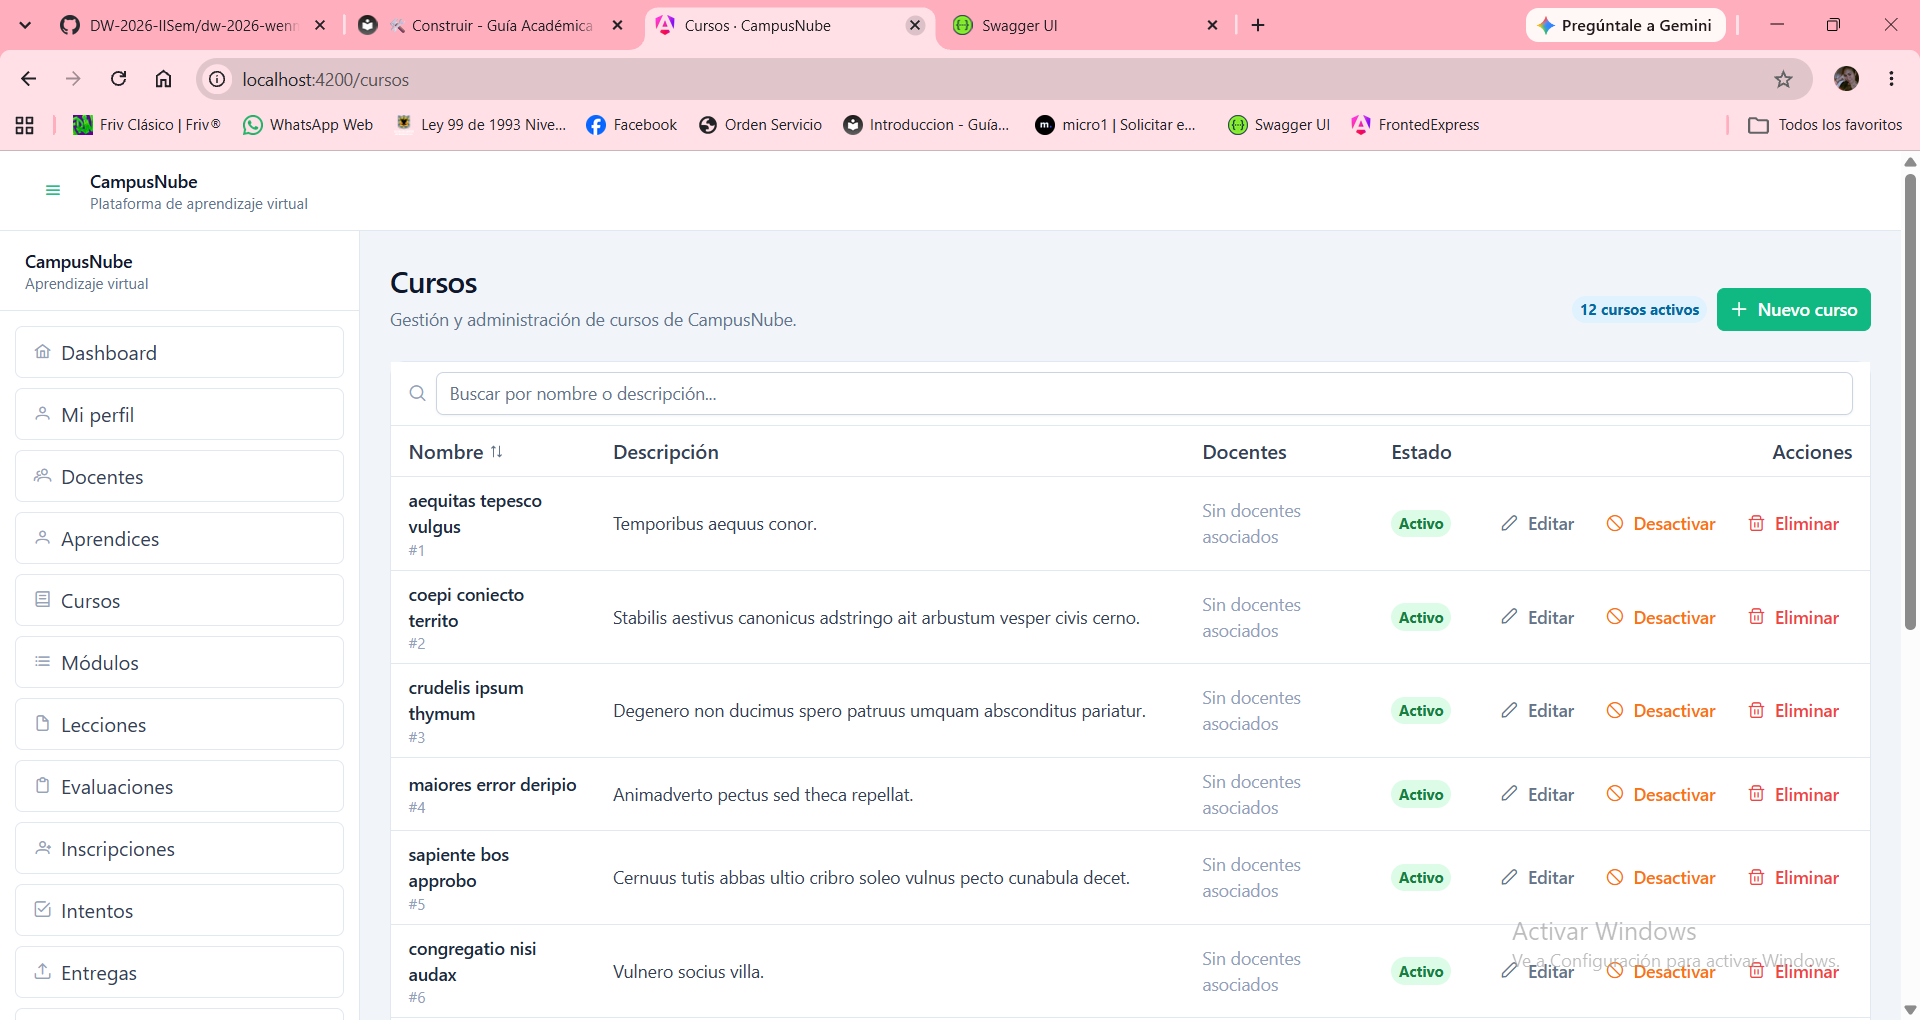 DW-2026-IISem/dw-2026-wenn
Construir - Guía Académica
Cursos · CampusNube
Swagger UI
Pregúntale a Gemini
localhost:4200/cursos
Friv Clásico | Friv®
WhatsApp Web
Ley 99 de 1993 Nive...
Facebook
Orden Servicio
Introduccion - Guía...
m.
micro1 | Solicitar e...
Swagger UI
FrontedExpress
Todos los favoritos
CampusNube
Plataforma de aprendizaje virtual
CampusNube
Aprendizaje virtual
Dashboard
Mi perfil
Docentes
Aprendices
Cursos
Módulos
Lecciones
Evaluaciones
Inscripciones
Intentos
Entregas
Cursos
Gestión y administración de cursos de CampusNube.
12 cursos activos
+ Nuevo curso
Buscar por nombre o descripción...
Nombre Descripción Docentes Estado Acciones
aequitas tepesco
vulgus
#1
Temporibus aequus conor.
Sin docentes
asociados
Activo
Editar Desactivar Eliminar
coepi coniecto
territo
#2
Stabilis aestivus canonicus adstringo ait arbustum vesper civis cerno.
Sin docentes
asociados
Activo
Editar Desactivar Eliminar
crudelis ipsum
thymum
#3
Degenero non ducimus spero patruus umquam absconditus pariatur.
Sin docentes
asociados
Activo
Editar Desactivar Eliminar
maiores error deripio
#4
Animadverto pectus sed theca repellat.
Sin docentes
asociados
Activo
Editar Desactivar Eliminar
sapiente bos
approbo
#5
Cernuus tutis abbas ultio cribro soleo vulnus pecto cunabula decet.
Sin docentes
asociados
Activo
Editar Desactivar Eliminar
congregatio nisi
audax
#6
Vulnero socius villa.
Sin docentes
asociados
Activo
Editar Desactivar Eliminar
Activar Windows
Ve a Configuración para activar Windows.